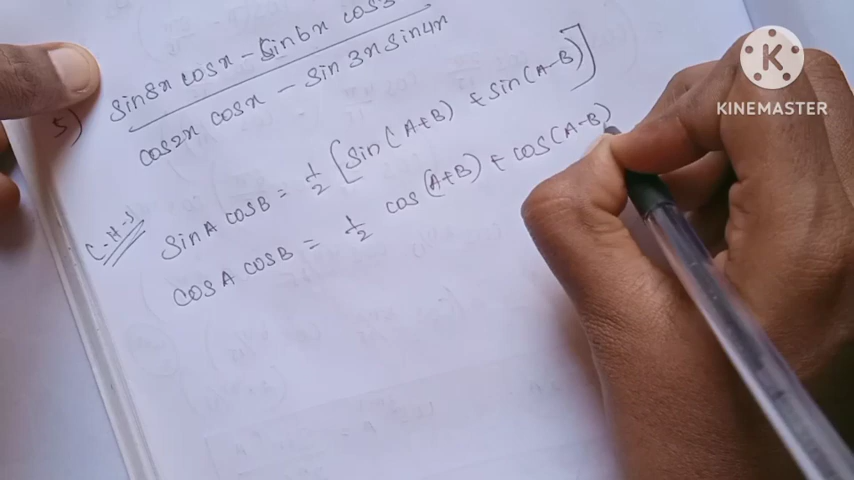 sin8x cosx - sin6x cos3
5)
cos2x cosx - sin3x sin4x
L-H-S
sinA cosB = 1/2 [sin(A+B) + sin(A-B)]
cosA cosB = 1/2 cos(A+B) + cos(A-B)
K
KINEMASTER